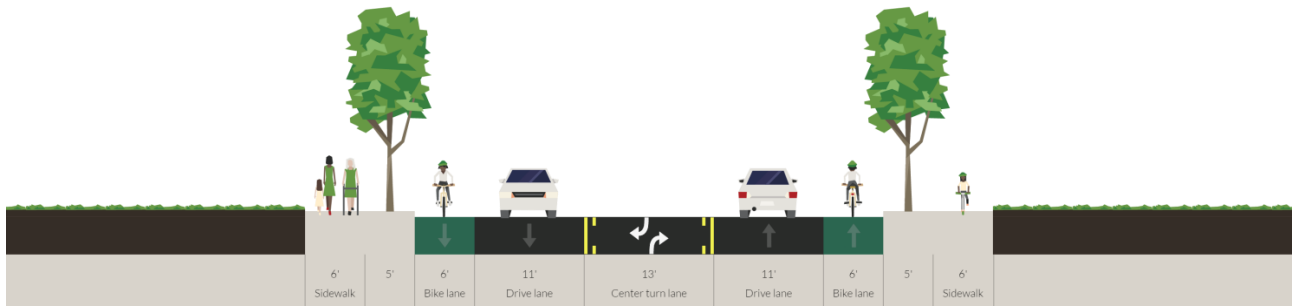 6' 5' 6' 11' 13' 11' 6' 5' 6'
Sidewalk Bike lane Drive lane Center turn lane Drive lane Bike lane Sidewalk